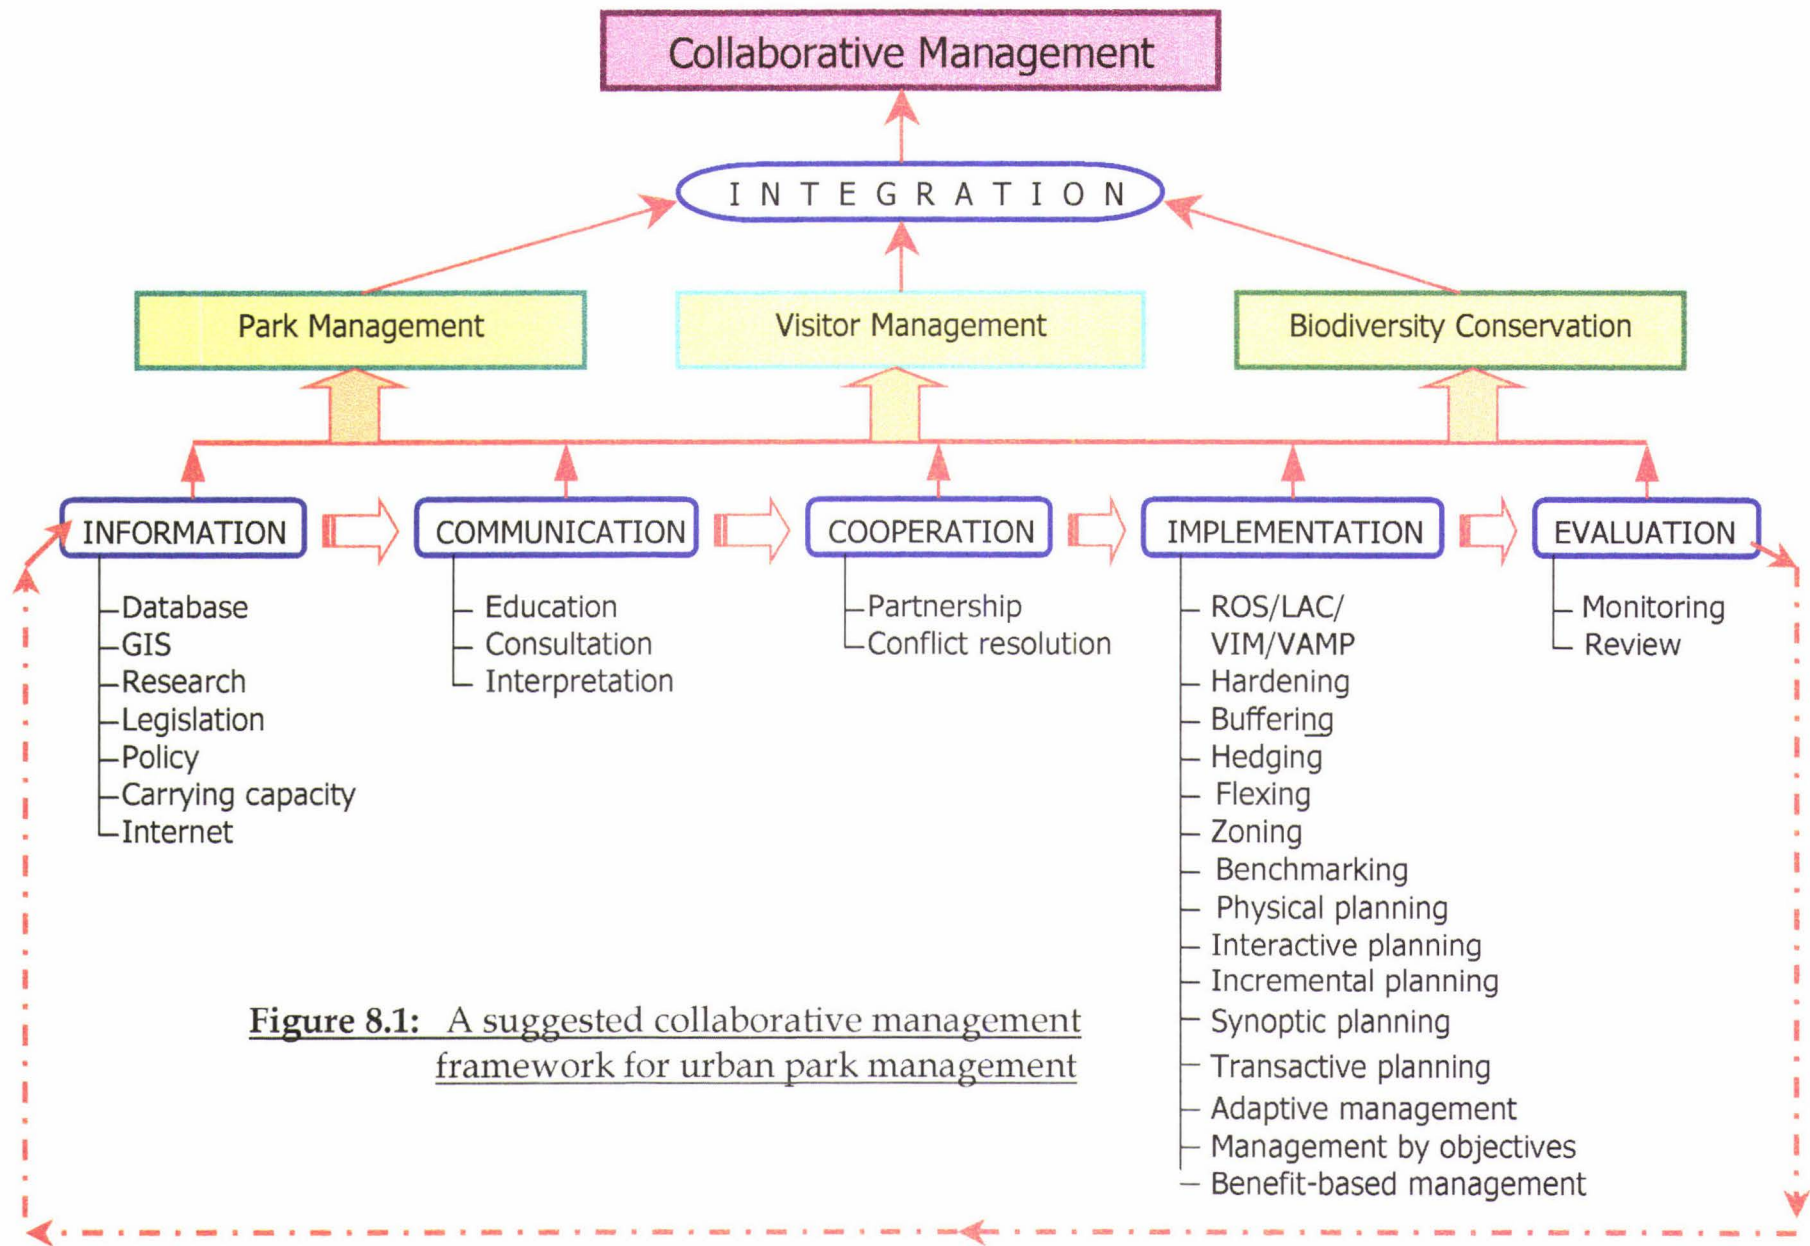 Collaborative Management
INTEGRATION
Park Management
Visitor Management
Biodiversity Conservation
INFORMATION
Database
GIS
Research
Legislation
Policy
Carrying capacity
Internet
COMMUNICATION
Education
Consultation
Interpretation
COOPERATION
Partnership
Conflict resolution
IMPLEMENTATION
ROS/LAC/
VIM/VAMP
Hardening
Buffering
Hedging
Flexing
Zoning
Benchmarking
Physical planning
Interactive planning
Incremental planning
Synoptic planning
Transactive planning
Adaptive management
Management by objectives
Benefit-based management
EVALUATION
Monitoring
Review
Figure 8.1: A suggested collaborative management
framework for urban park management